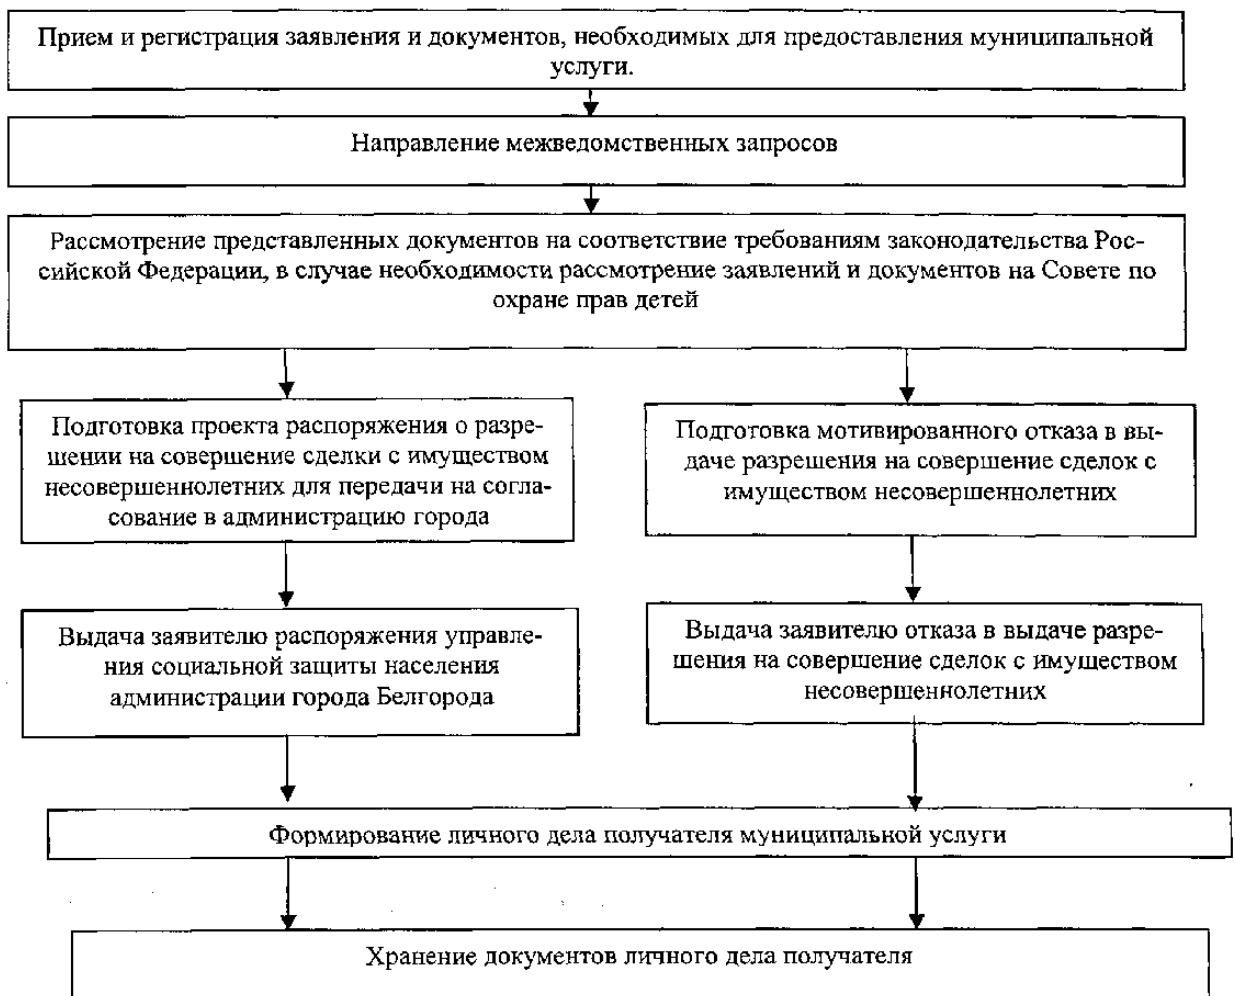 Прием и регистрация заявления и документов, необходимых для предоставления муниципальной
услуги.
Направление межведомственных запросов
Рассмотрение представленных документов на соответствие требованиям законодательства Рос-
сийской Федерации, в случае необходимости рассмотрение заявлений и документов на Совете по
охране прав детей
Подготовка проекта распоряжения о разре-
шении на совершение сделки с имуществом
несовершеннолетних для передачи на согла-
сование в администрацию города
Подготовка мотивированного отказа в вы-
даче разрешения на совершение сделок с
имуществом несовершеннолетних
Выдача заявителю распоряжения управле-
ния социальной защиты населения
администрации города Белгорода
Выдача заявителю отказа в выдаче разре-
шения на совершение сделок с имуществом
несовершеннолетних
Формирование личного дела получателя муниципальной услуги
Хранение документов личного дела получателя